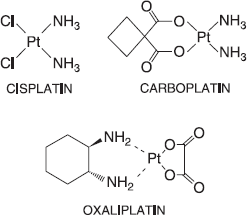 Cl NH₃
Pt
Cl NH₃
CISPLATIN
O
O
Pt
O
O
NH₃
NH₃
CARBOPLATIN
NH₂
NH₂
Pt
O
O
O
O
OXALIPLATIN